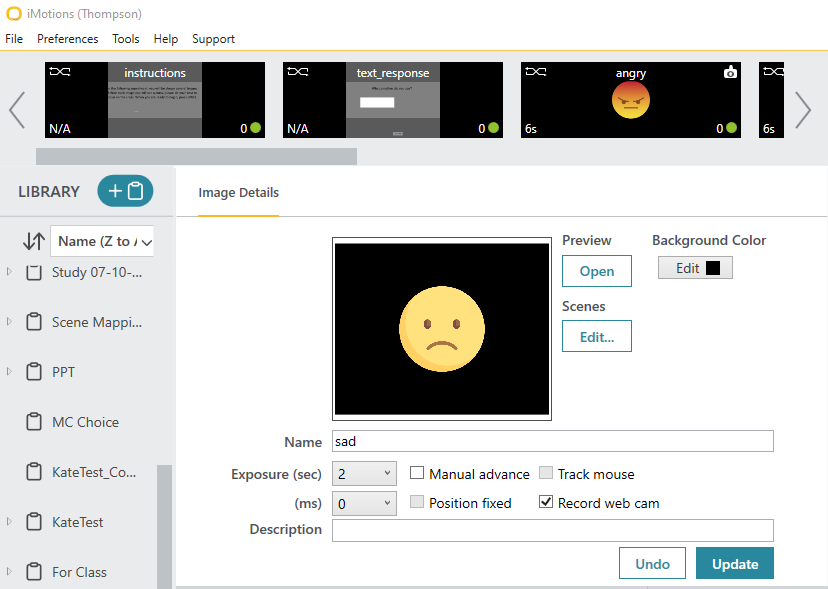 iMotions (Thompson)
File Preferences Tools Help Support
instructions
N/A 0
text_response
N/A 0
angry
6s 0
6s
LIBRARY
Name (Z to A
Study 07-10-...
Scene Mappi...
PPT
MC Choice
KateTest_Co...
KateTest
For Class
Image Details
Preview
Open
Background Color
Edit
Scenes
Edit...
Name sad
Exposure (sec) 2 Manual advance Track mouse
(ms) 0 Position fixed Record web cam
Description
Undo Update